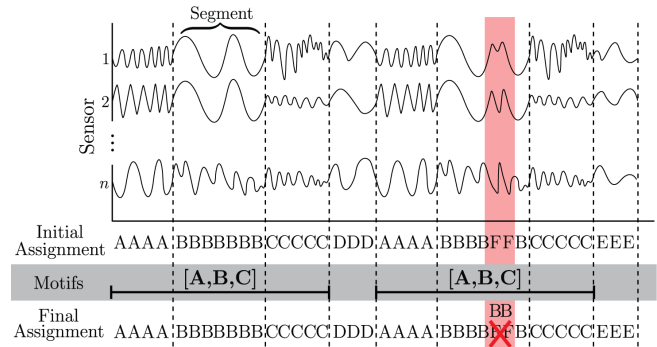 Segment
Sensor
1
2
⋮
n
Initial Assignment AAAA BBBBBBB CCCCC DDD AAAA BBBBFFB CCCCC EEE
Motifs [A,B,C] [A,B,C]
BB
Final Assignment AAAA BBBBBBB CCCCC DDD AAAA BBBBFFB CCCCC EEE